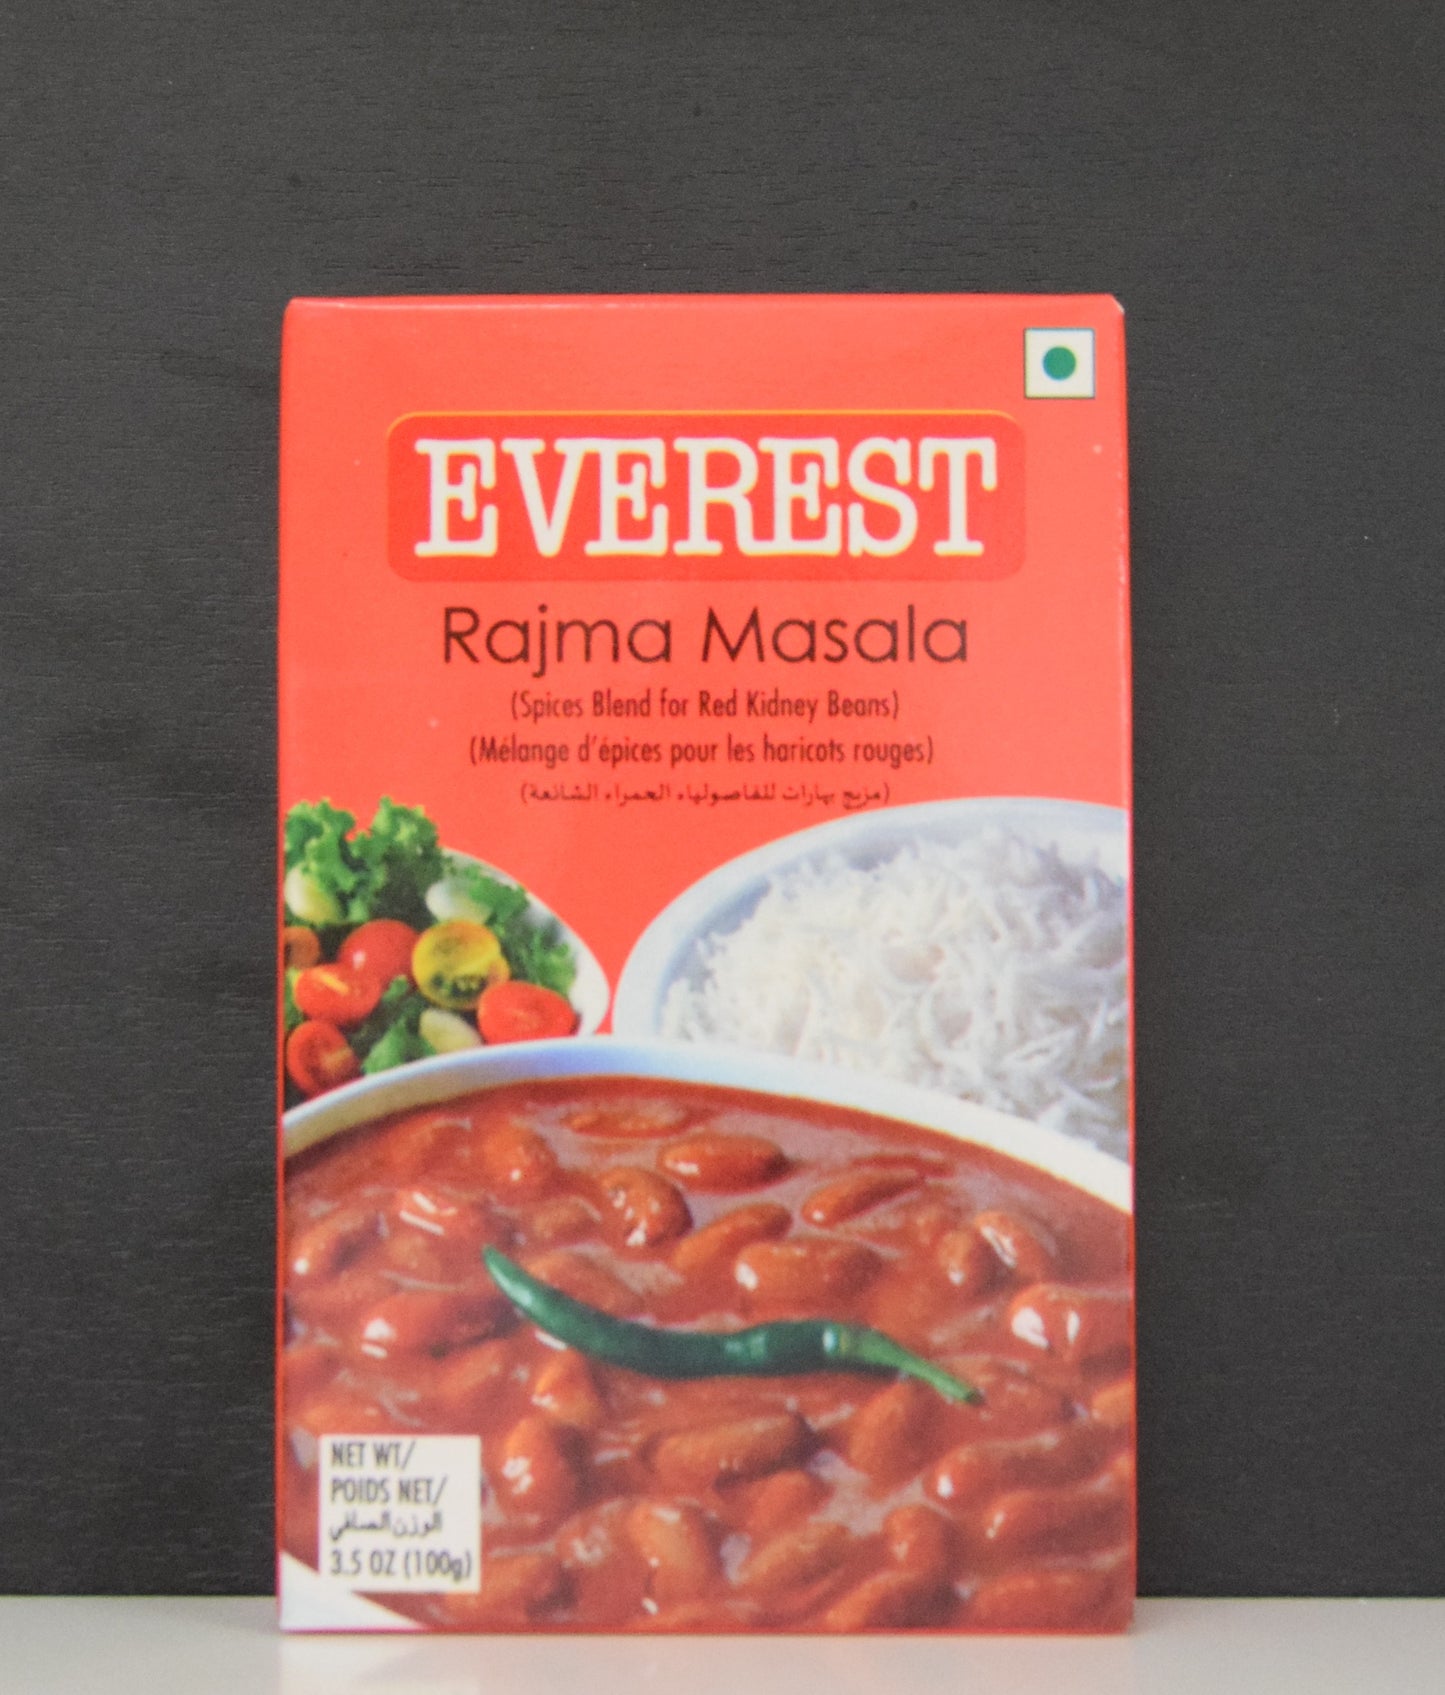 EVEREST
Rajma Masala
(Spices Blend for Red Kidney Beans)
(Mélange d'épices pour les haricots rouges)
(مزيج بهارات للفاصولياء الحمراء الشائعة)
NET WT/
POIDS NET/
الوزن الصافي
3.5 OZ (100g)